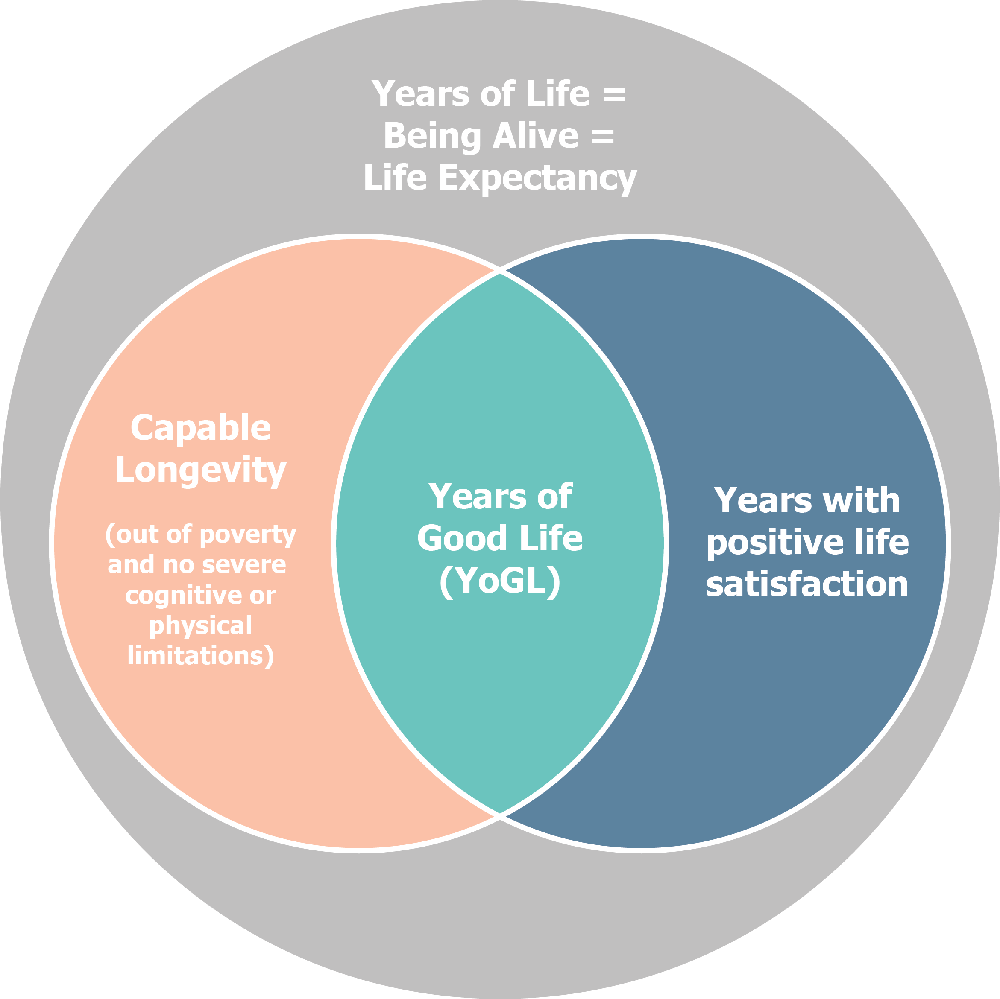 Years of Life =
Being Alive =
Life Expectancy
Capable
Longevity
(out of poverty
and no severe
cognitive or
physical
limitations)
Years of
Good Life
(YoGL)
Years with
positive life
satisfaction